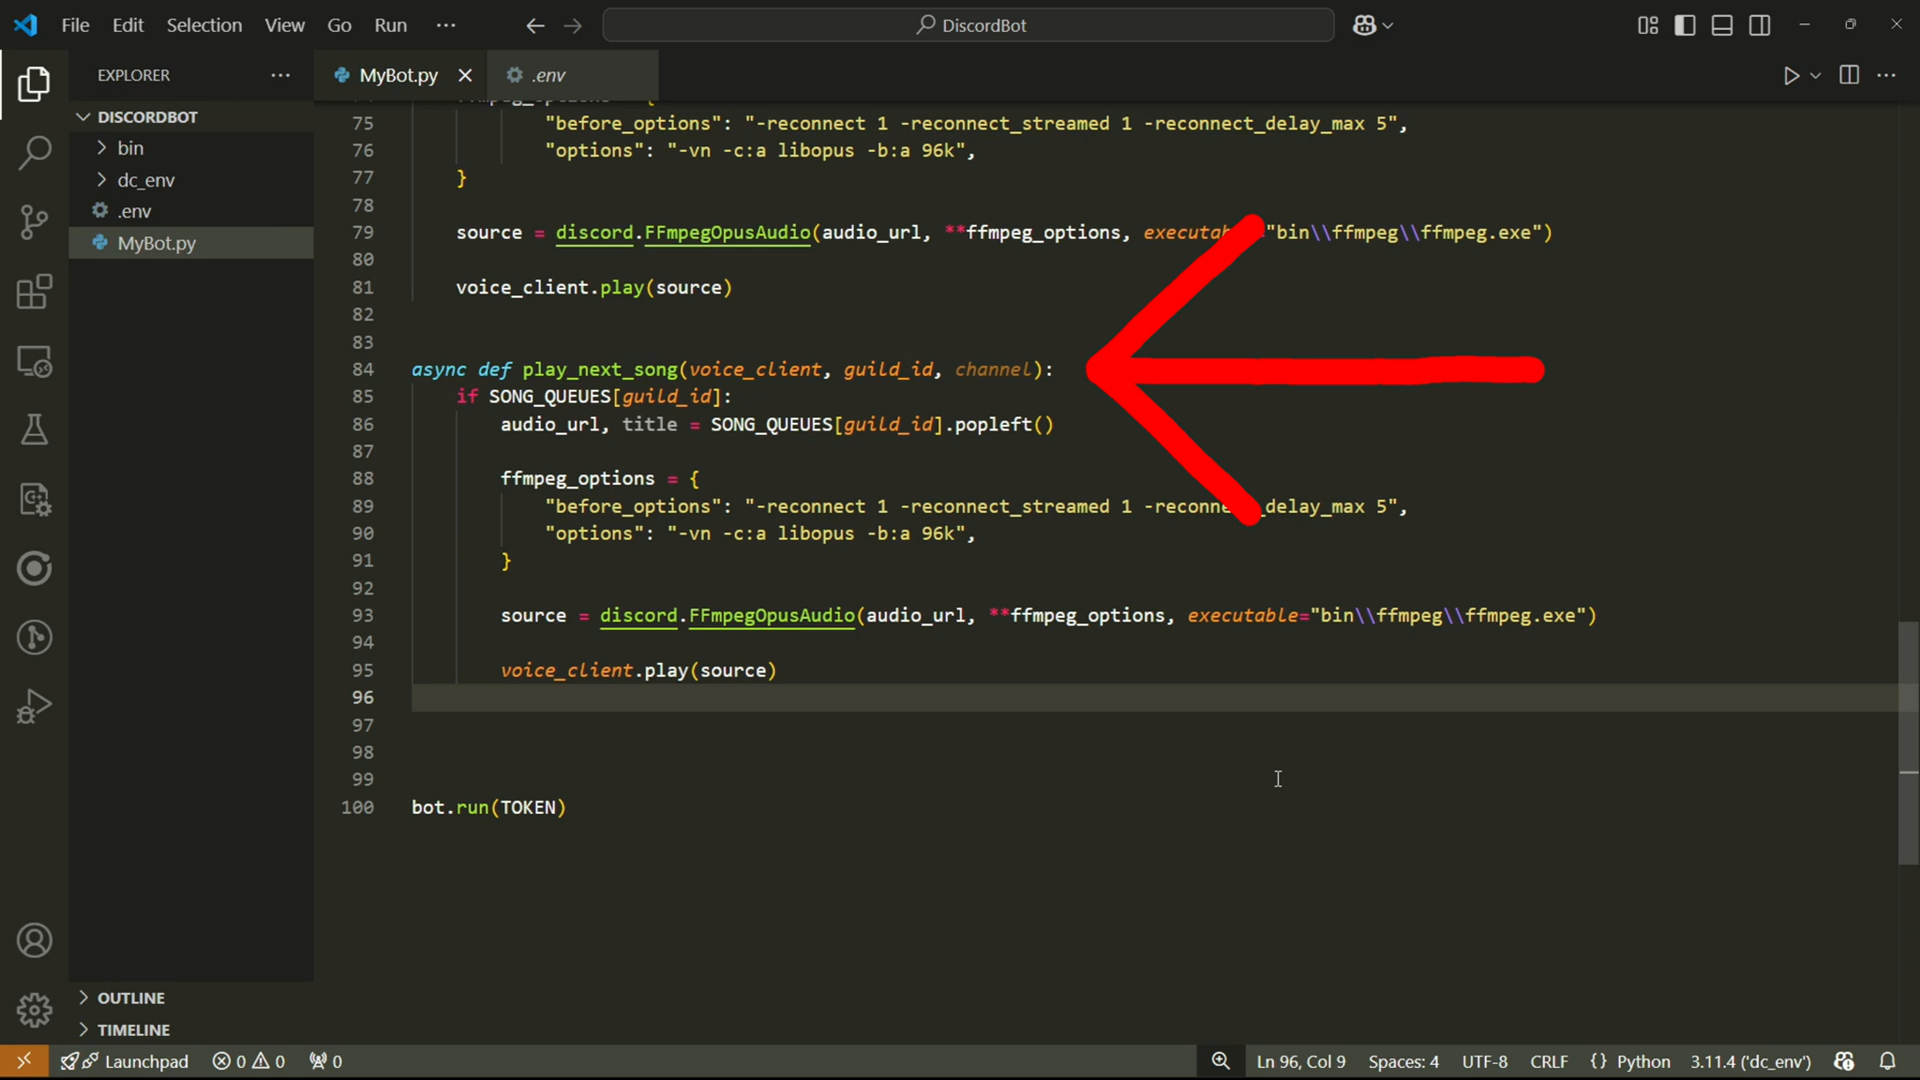 File Edit Selection View Go Run ··· DiscordBot
EXPLORER ···
MyBot.py
.env
DISCORDBOT
bin
dc_env
.env
MyBot.py
75 "before_options": "-reconnect 1 -reconnect_streamed 1 -reconnect_delay_max 5",
76 "options": "-vn -c:a libopus -b:a 96k",
77 }
78
79 source = discord.FFmpegOpusAudio(audio_url, **ffmpeg_options, executa "bin\\ffmpeg\\ffmpeg.exe")
80
81 voice_client.play(source)
82
83
84 async def play_next_song(voice_client, guild_id, channel):
85 if SONG_QUEUES[guild_id]:
86 audio_url, title = SONG_QUEUES[guild_id].popleft()
87
88 ffmpeg_options = {
89 "before_options": "-reconnect 1 -reconnect_streamed 1 -reconne delay_max 5",
90 "options": "-vn -c:a libopus -b:a 96k",
91 }
92
93 source = discord.FFmpegOpusAudio(audio_url, **ffmpeg_options, executable="bin\\ffmpeg\\ffmpeg.exe")
94
95 voice_client.play(source)
96
97
98
99
100 bot.run(TOKEN)
OUTLINE
TIMELINE
Launchpad 0 0 0 Ln 96, Col 9 Spaces: 4 UTF-8 CRLF {} Python 3.11.4 ('dc_env')